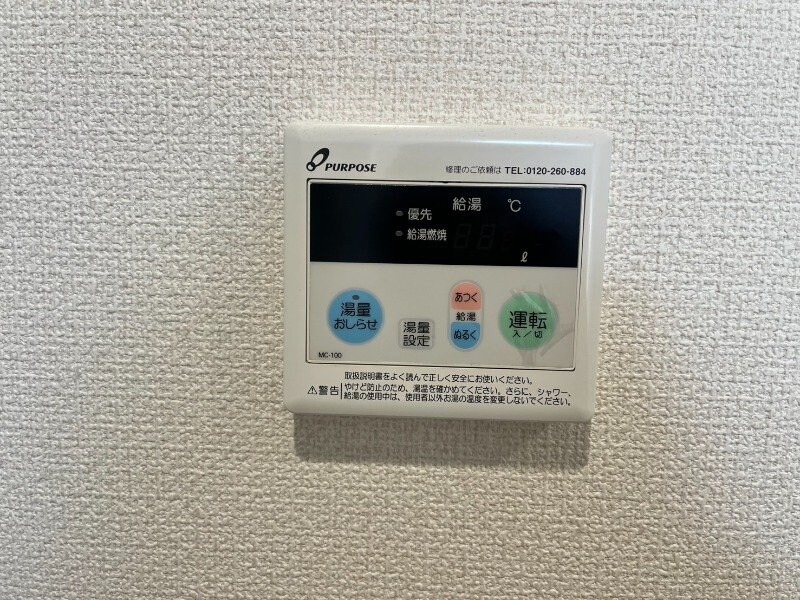 PURPOSE
修理のご依頼は TEL:0120-260-884
給湯 ℃
優先
給湯燃焼
ℓ
湯量
おしらせ
湯量
設定
あつく
給湯
ぬるく
運転
入/切
MC-100
取扱説明書をよく読んで正しく安全にお使いください。
⚠警告
やけど防止のため、湯温を確かめてください。さらに、シャワー、
給湯の使用中は、使用者以外お湯の温度を変更しないでください。